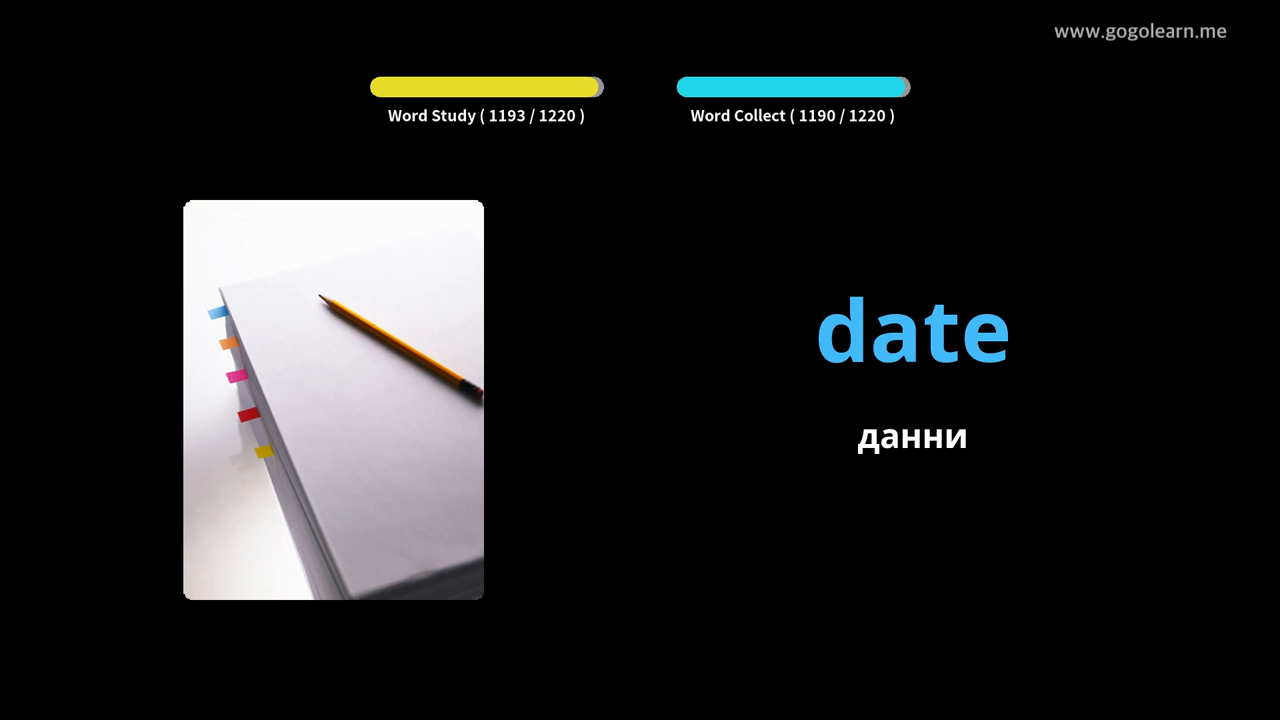 www.gogolearn.me
Word Study ( 1193 / 1220 )
Word Collect ( 1190 / 1220 )
date
данни